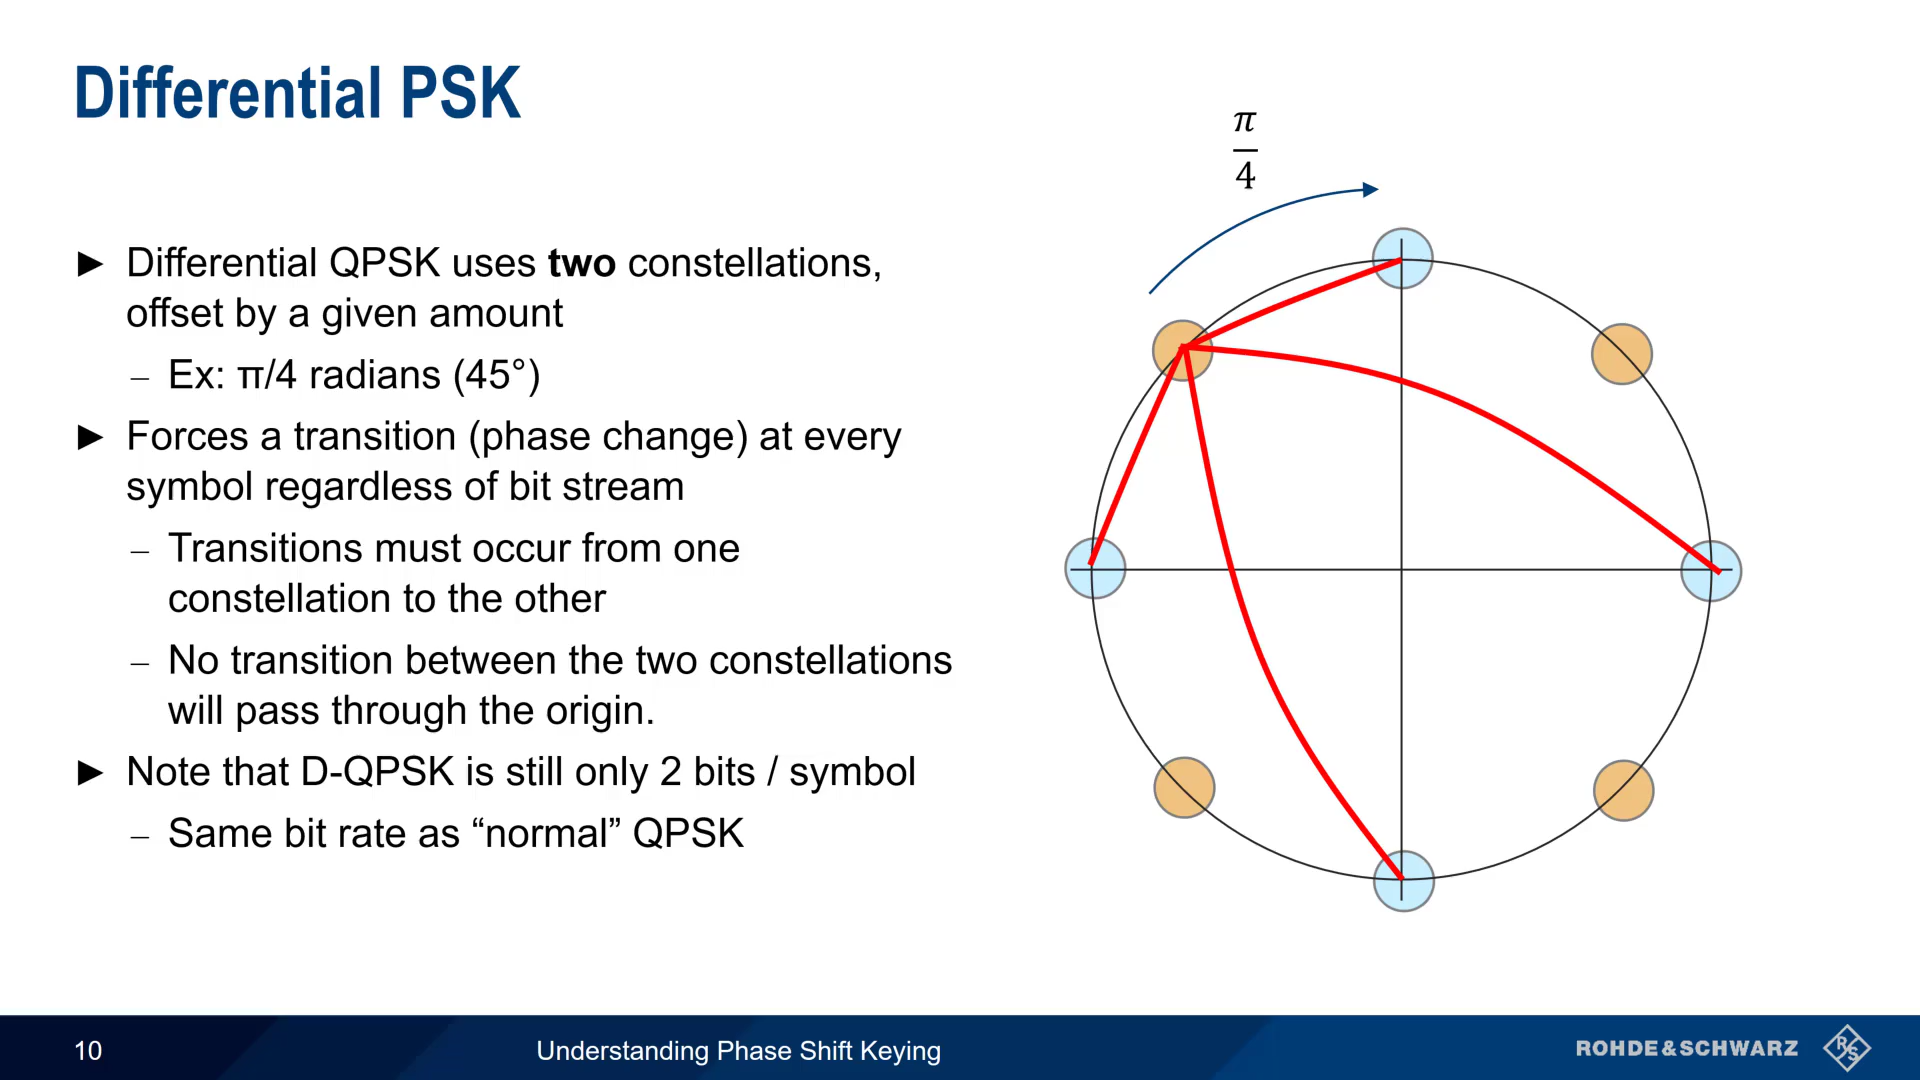 Differential PSK
π
4
► Differential QPSK uses two constellations,
offset by a given amount
– Ex: π/4 radians (45°)
► Forces a transition (phase change) at every
symbol regardless of bit stream
– Transitions must occur from one
constellation to the other
– No transition between the two constellations
will pass through the origin.
► Note that D-QPSK is still only 2 bits / symbol
– Same bit rate as “normal” QPSK
10
Understanding Phase Shift Keying
ROHDE&SCHWARZ
R&S